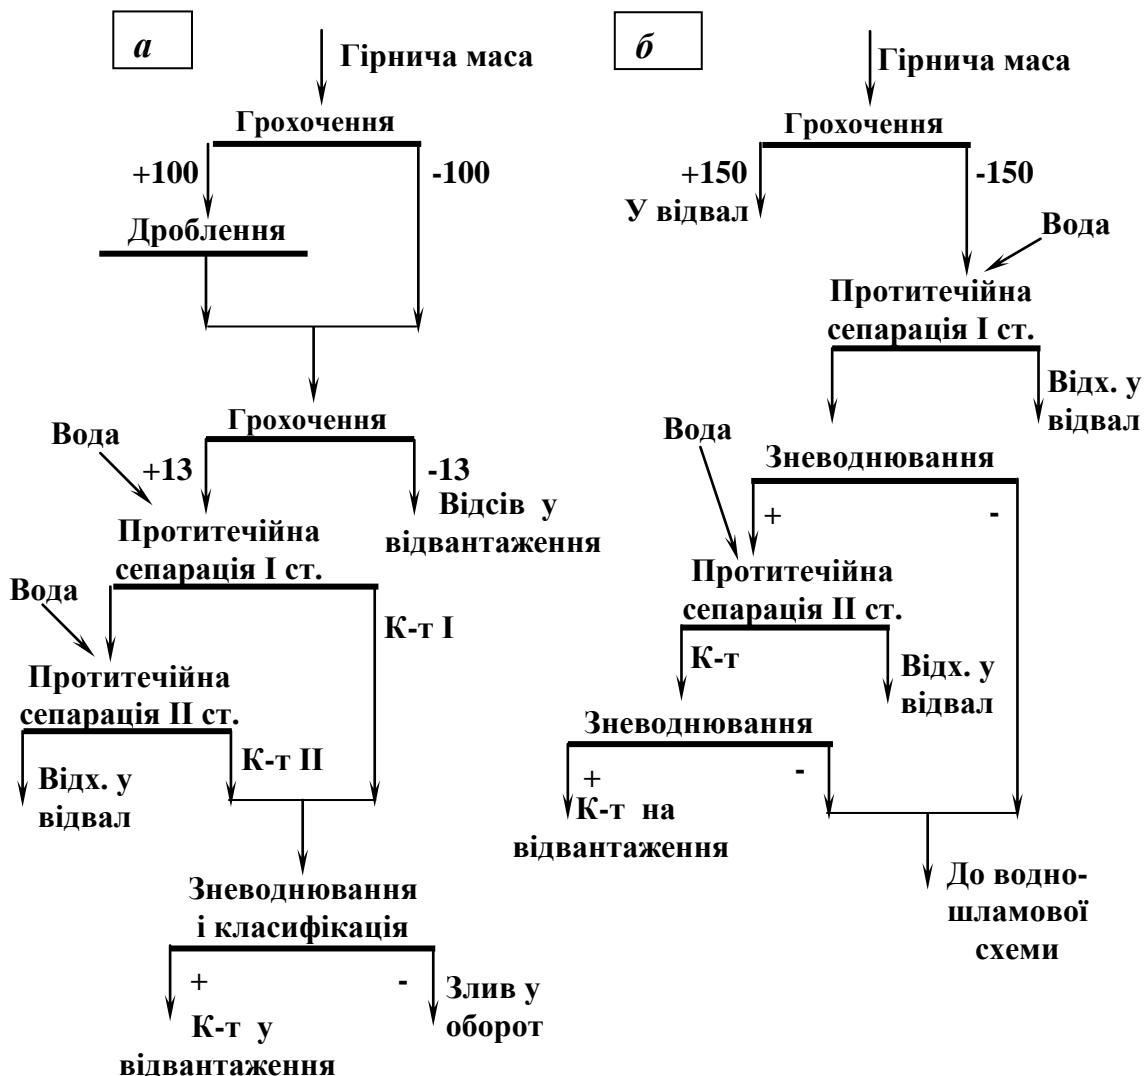 а
Гірнича маса
Грохочення
+100
-100
Дроблення
Грохочення
Вода
+13
-13
Відсів у
відвантаження
Протитечійна
сепарація І ст.
Вода
К-т І
Протитечійна
сепарація ІІ ст.
К-т ІІ
Відх. у
відвал
Зневоднювання
і класифікація
+
-
К-т у
відвантаження
Злив у
оборот
б
Гірнича маса
Грохочення
+150
-150
У відвал
Вода
Протитечійна
сепарація І ст.
Відх. у
відвал
Вода
Зневоднювання
+
-
Протитечійна
сепарація ІІ ст.
К-т
Відх. у
відвал
Зневоднювання
+
-
К-т на
відвантаження
До водно-
шламової
схеми